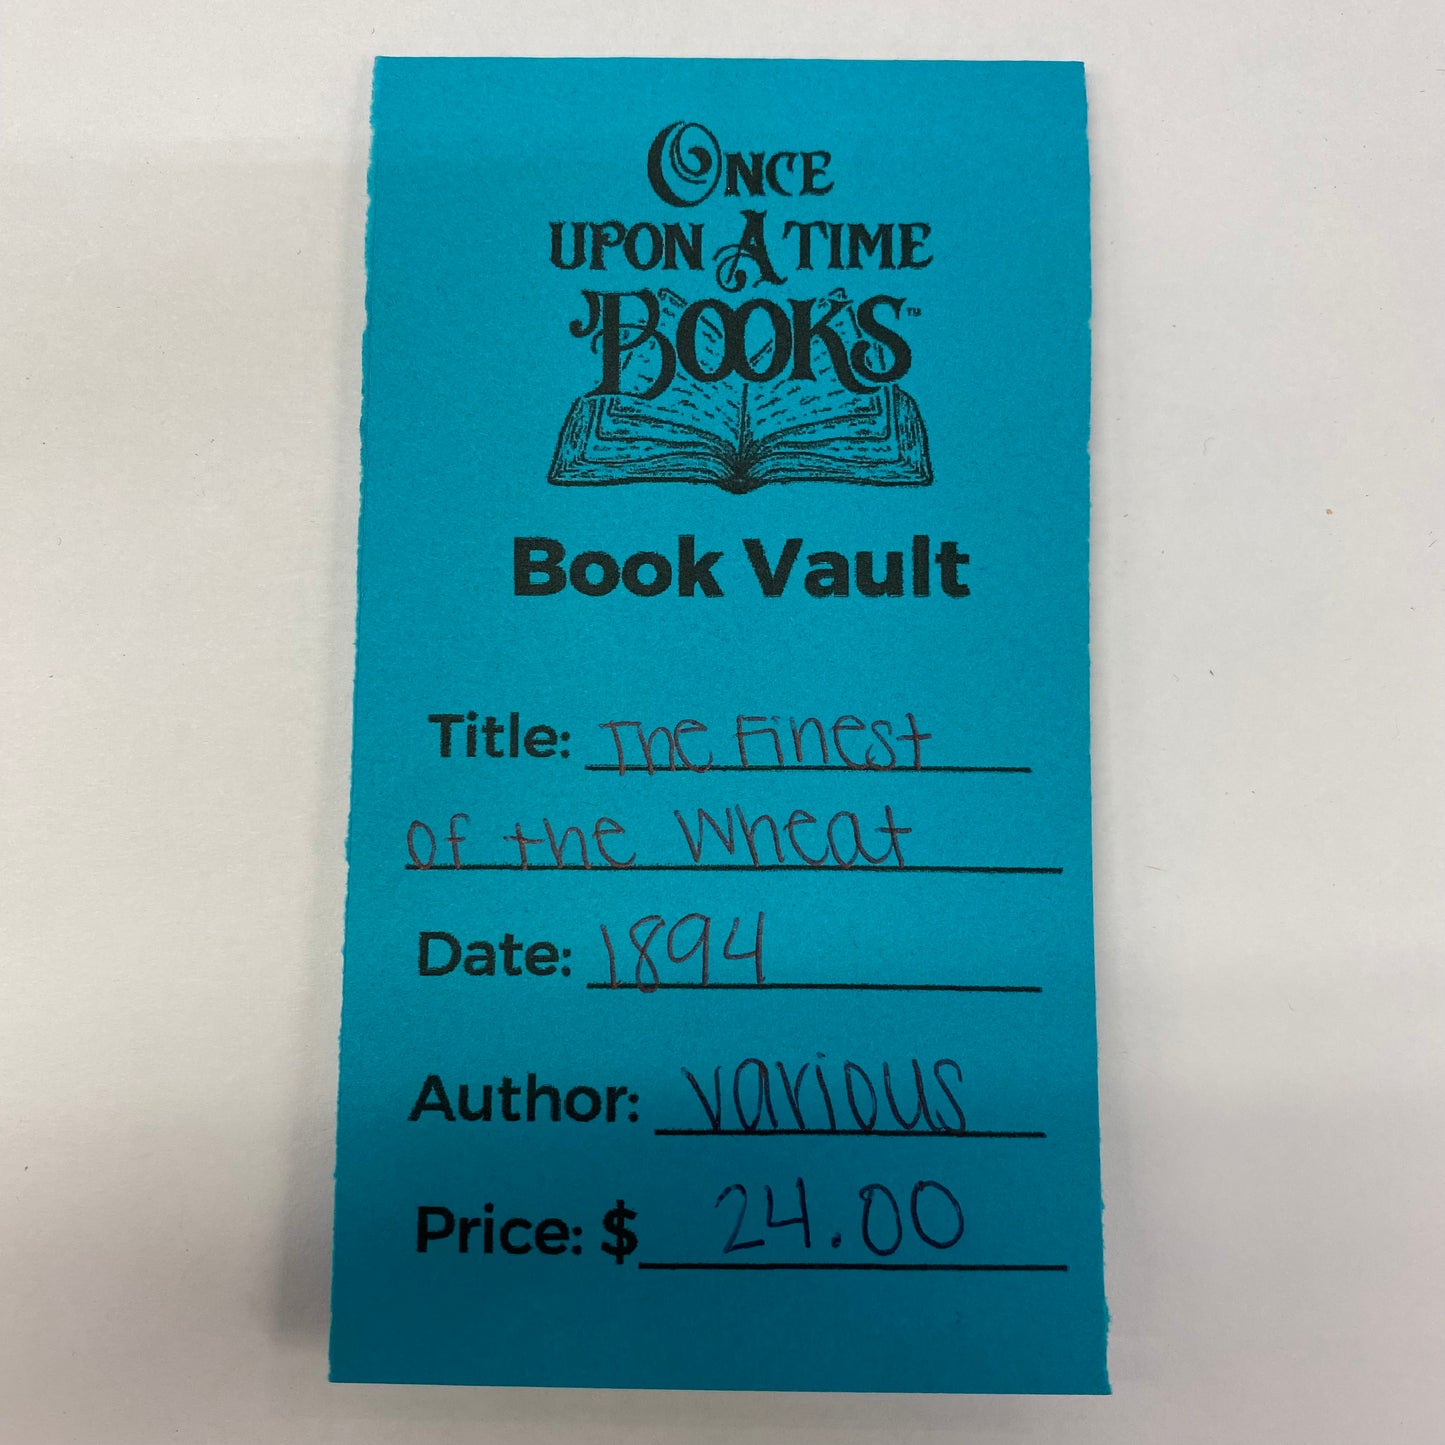 ONCE
UPON A TIME
BOOKS™
Book Vault
Title: The Finest
of the Wheat
Date: 1894
Author: Various
Price: $ 24.00